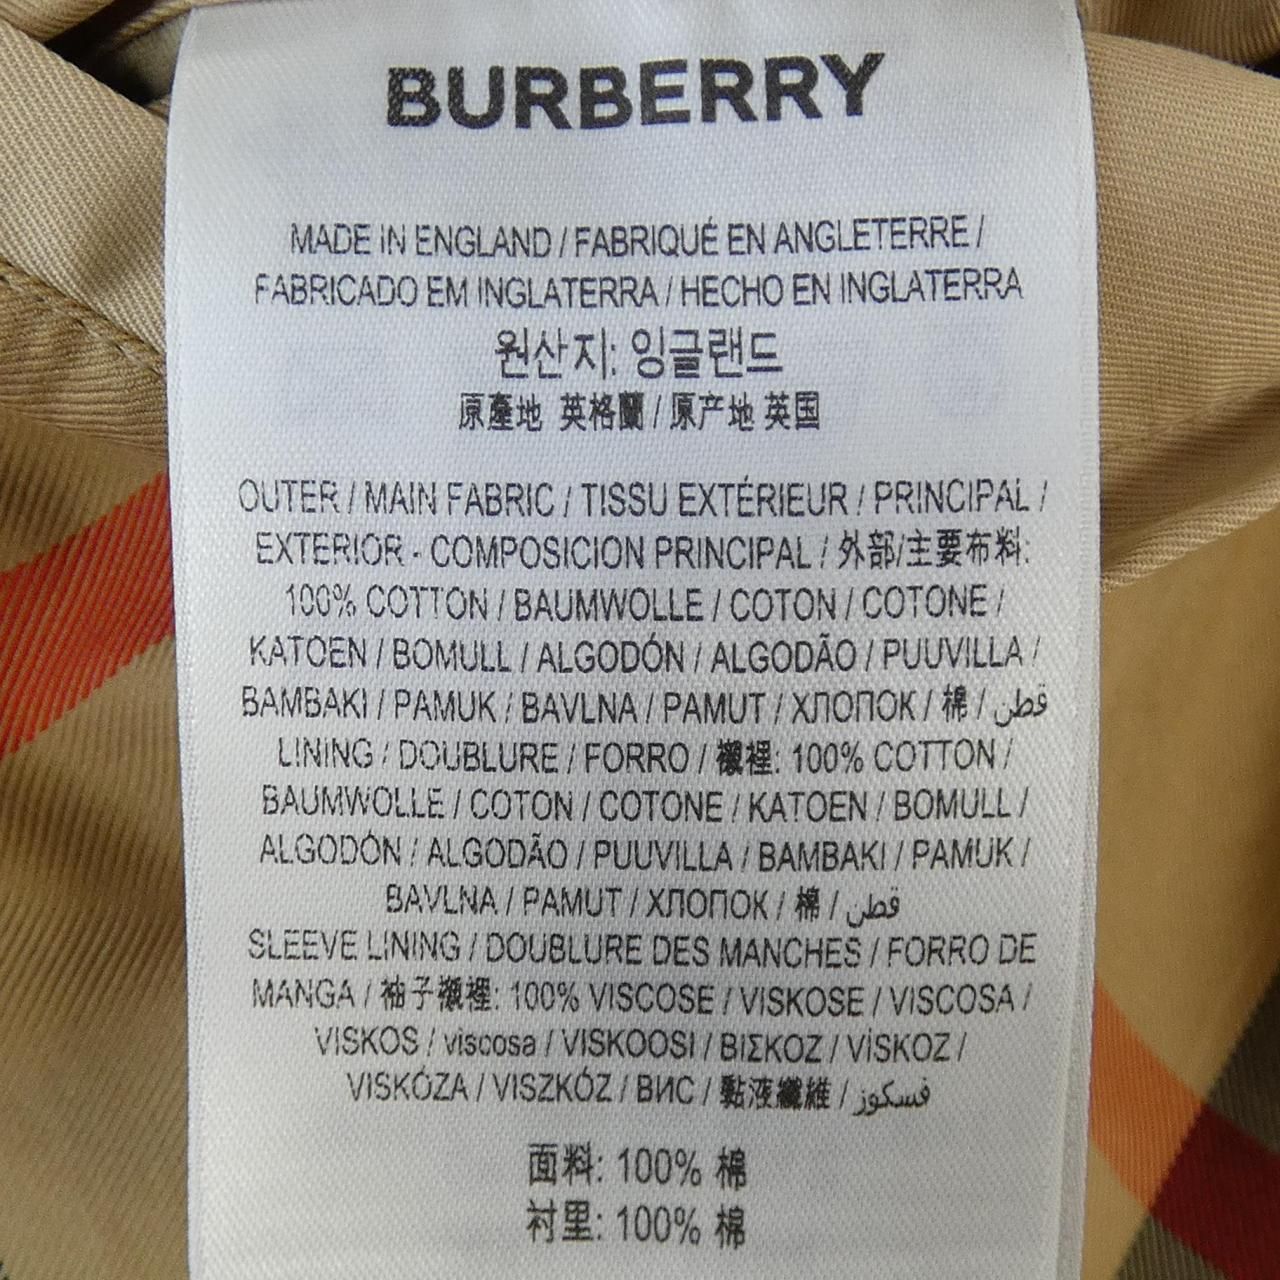 BURBERRY
MADE IN ENGLAND / FABRIQUÉ EN ANGLETERRE /
FABRICADO EM INGLATERRA / HECHO EN INGLATERRA
원산지: 잉글랜드
原產地 英格蘭 / 原产地 英国
OUTER / MAIN FABRIC / TISSU EXTÉRIEUR / PRINCIPAL /
EXTERIOR - COMPOSICION PRINCIPAL / 外部/主要布料:
100% COTTON / BAUMWOLLE / COTON / COTONE /
KATOEN / BOMULL / ALGODÓN / ALGODÃO / PUUVILLA /
BAMBAKI / PAMUK / BAVLNA / PAMUT / ХЛОПОК / 棉 / قطن
LINING / DOUBLURE / FORRO / 襯裡: 100% COTTON /
BAUMWOLLE / COTON / COTONE / KATOEN / BOMULL /
ALGODÓN / ALGODÃO / PUUVILLA / BAMBAKI / PAMUK /
BAVLNA / PAMUT / ХЛОПОК / 棉 / قطن
SLEEVE LINING / DOUBLURE DES MANCHES / FORRO DE
MANGA / 袖子襯裡: 100% VISCOSE / VISKOSE / VISCOSA /
VISKOS / viscosa / VISKOOSI / ΒΙΣΚΟΖ / VİSKOZ /
VISKÓZA / VISZKÓZ / ВИС / 黏液纖維 / فسكوز
面料: 100% 棉
衬里: 100% 棉